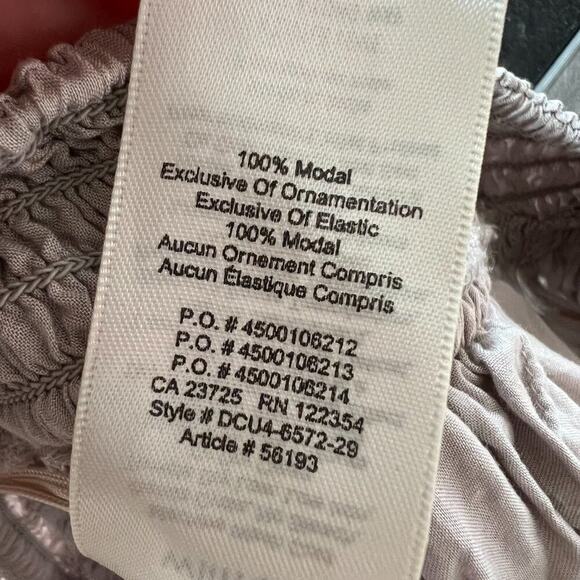 100% Modal
Exclusive Of Ornamentation
Exclusive Of Elastic
100% Modal
Aucun Ornement Compris
Aucun Élastique Compris
P.O. # 4500106212
P.O. # 4500106213
P.O. # 4500106214
CA 23725 RN 122354
Style # DCU4-6572-29
Article # 56193